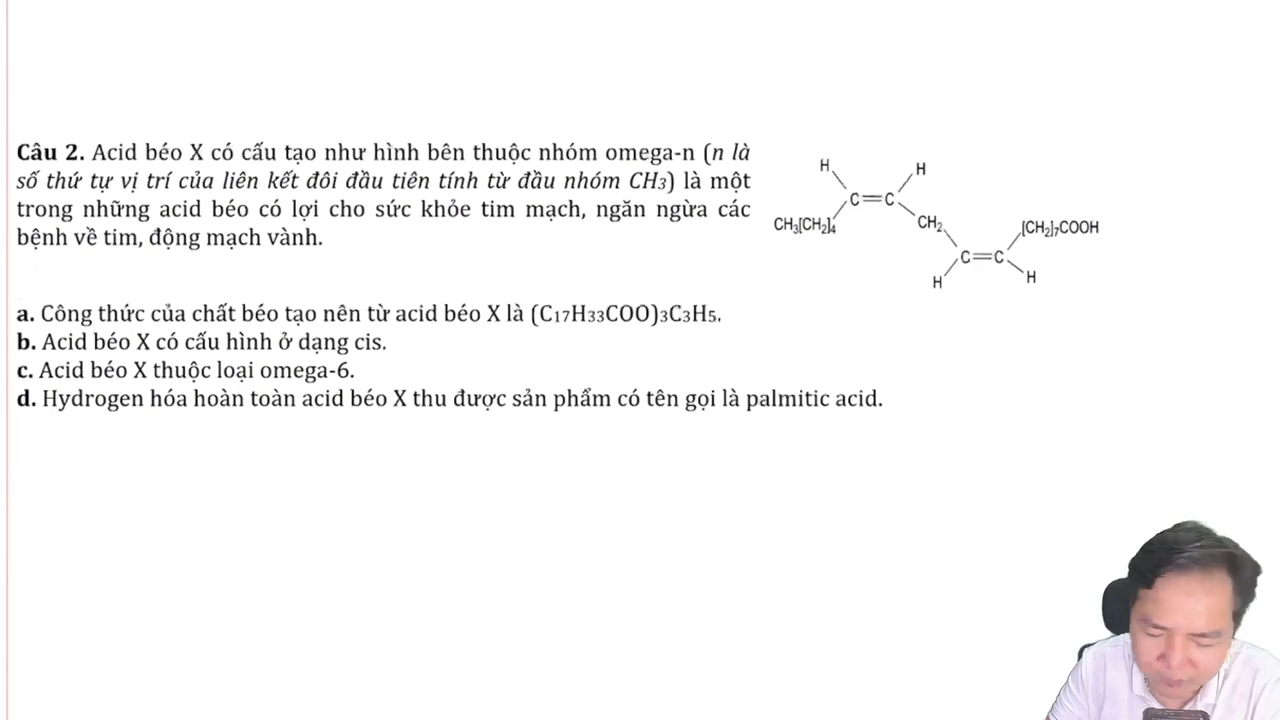 Câu 2. Acid béo X có cấu tạo như hình bên thuộc nhóm omega-n (n là
số thứ tự vị trí của liên kết đôi đầu tiên tính từ đầu nhóm CH₃) là một
trong những acid béo có lợi cho sức khỏe tim mạch, ngăn ngừa các
bệnh về tim, động mạch vành.
H H
C=C
CH₃[CH₂]₄ CH₂ [CH₂]₇COOH
C=C
H H
a. Công thức của chất béo tạo nên từ acid béo X là (C₁₇H₃₃COO)₃C₃H₅.
b. Acid béo X có cấu hình ở dạng cis.
c. Acid béo X thuộc loại omega-6.
d. Hydrogen hóa hoàn toàn acid béo X thu được sản phẩm có tên gọi là palmitic acid.